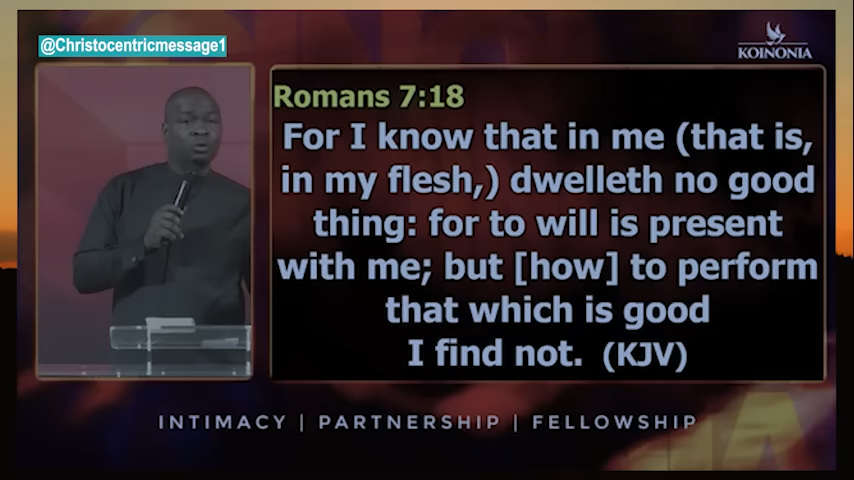 @Christocentricmessage1
KOINONIA
Romans 7:18
For I know that in me (that is,
in my flesh,) dwelleth no good
thing: for to will is present
with me; but [how] to perform
that which is good
I find not. (KJV)
INTIMACY | PARTNERSHIP | FELLOWSHIP